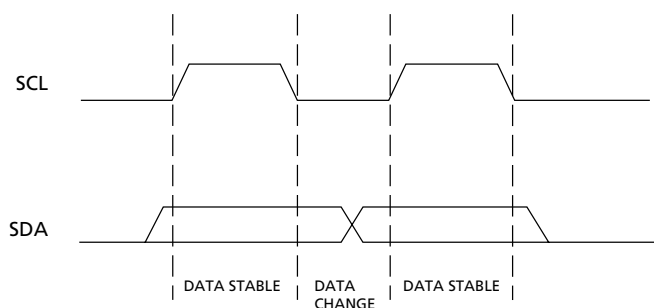 SCL
SDA
DATA STABLE
DATA
CHANGE
DATA STABLE